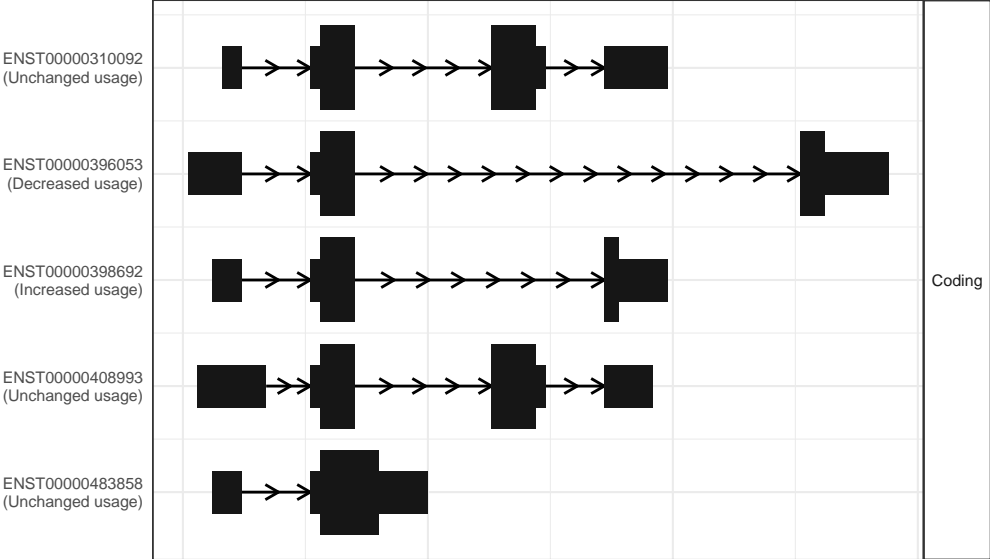 ENST00000310092
(Unchanged usage)
ENST00000396053
(Decreased usage)
ENST00000398692
(Increased usage)
Coding
ENST00000408993
(Unchanged usage)
ENST00000483858
(Unchanged usage)